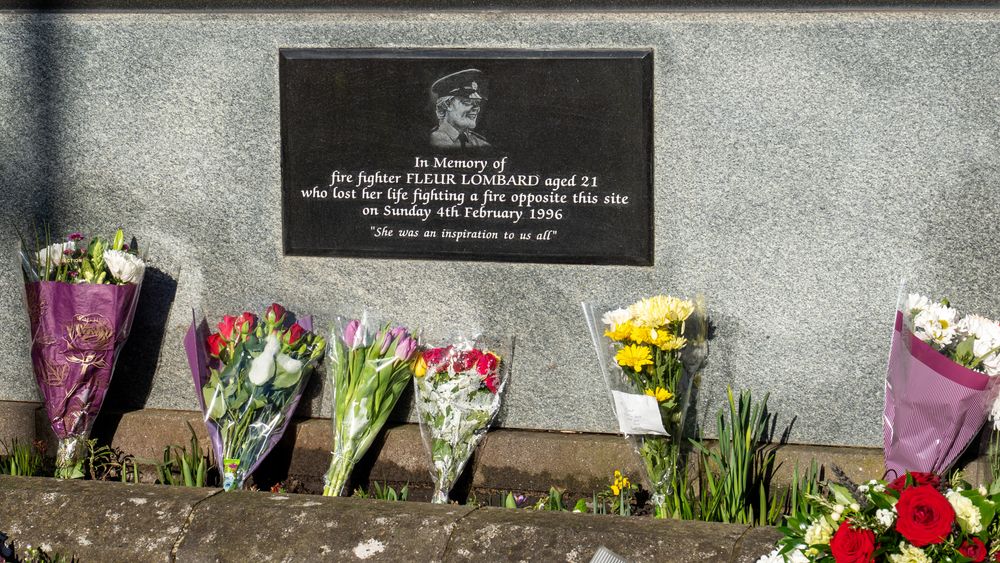 In Memory of
fire fighter FLEUR LOMBARD aged 21
who lost her life fighting a fire opposite this site
on Sunday 4th February 1996
"She was an inspiration to us all"